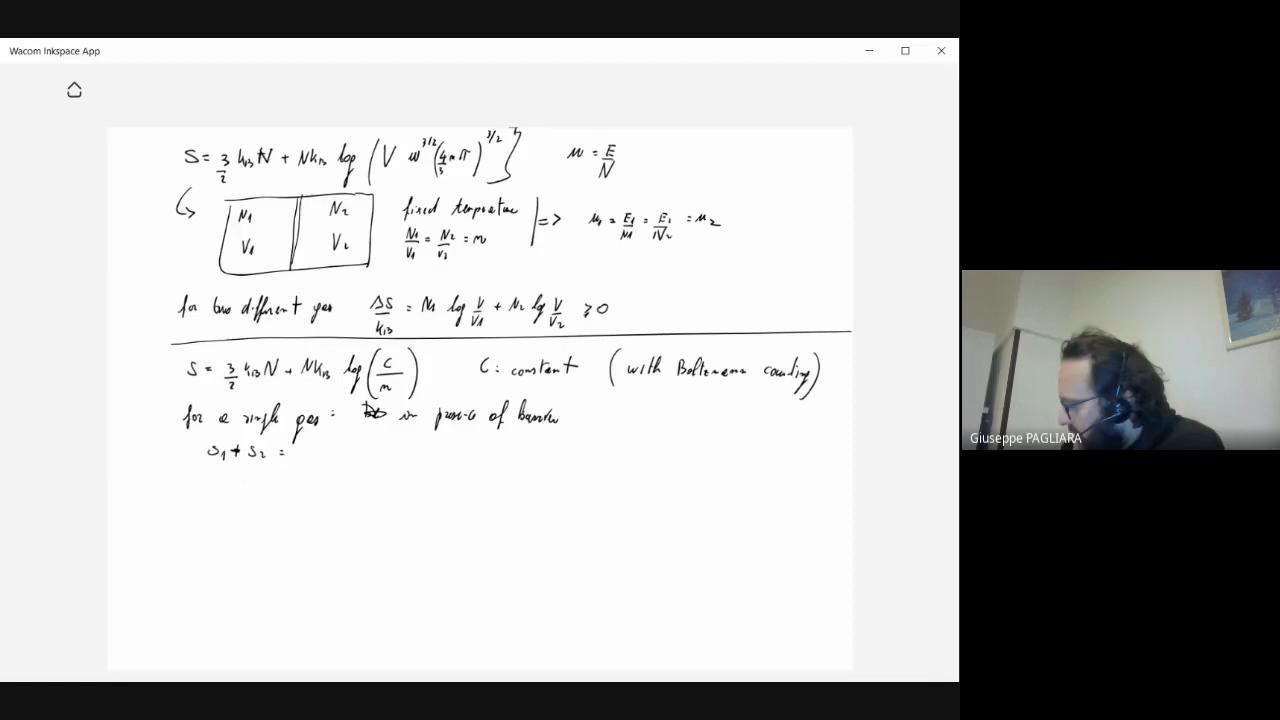 Wacom Inkspace App
S = 3/2 k_B N + N k_B log ( V u^{3/2} (4/3 m π)^{3/2} ) u = E/N
N1 N2 fixed temperature => u1 = E1/N1 = E1/N2 = u2
V1 V2 N1/V1 = N2/V2 = n
for two different gas ΔS/k_B = N1 log V/V1 + N2 log V/V2 ≥ 0
S = 3/2 k_B N + N k_B log ( C/n ) C : constant ( with Boltzmann counting )
for a single gas : in of barrier
S1 + S2 =
Giuseppe PAGLIARA